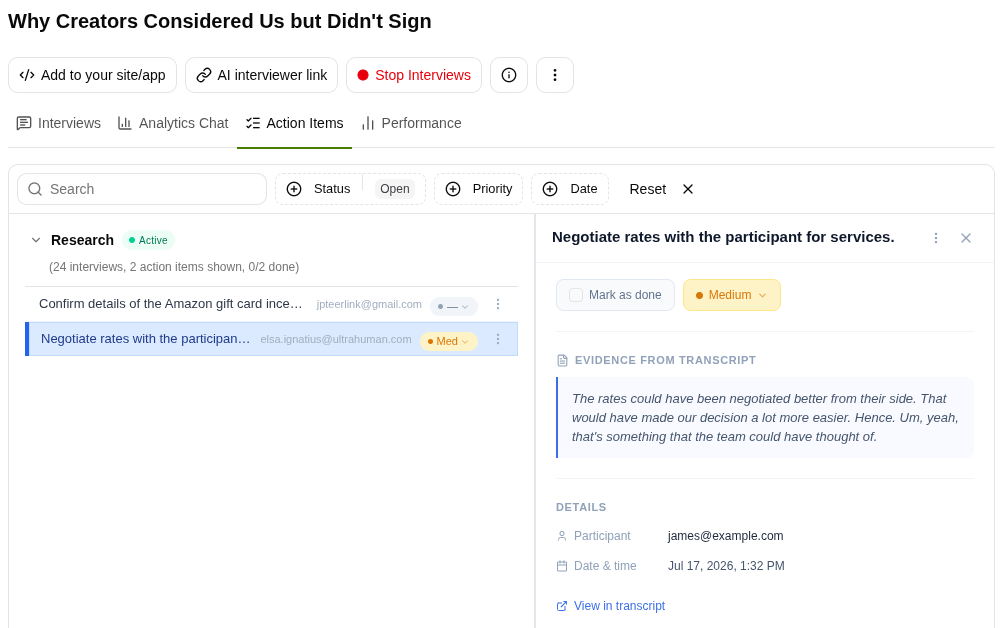 Why Creators Considered Us but Didn't Sign
Add to your site/app
AI interviewer link
Stop Interviews
Interviews
Analytics Chat
Action Items
Performance
Search
Status
Open
Priority
Date
Reset
Research
Active
(24 interviews, 2 action items shown, 0/2 done)
Confirm details of the Amazon gift card ince…
jpteerlink@gmail.com
—
Negotiate rates with the participan…
elsa.ignatius@ultrahuman.com
Med
Negotiate rates with the participant for services.
Mark as done
Medium
EVIDENCE FROM TRANSCRIPT
The rates could have been negotiated better from their side. That
would have made our decision a lot more easier. Hence. Um, yeah,
that's something that the team could have thought of.
DETAILS
Participant
james@example.com
Date & time
Jul 17, 2026, 1:32 PM
View in transcript